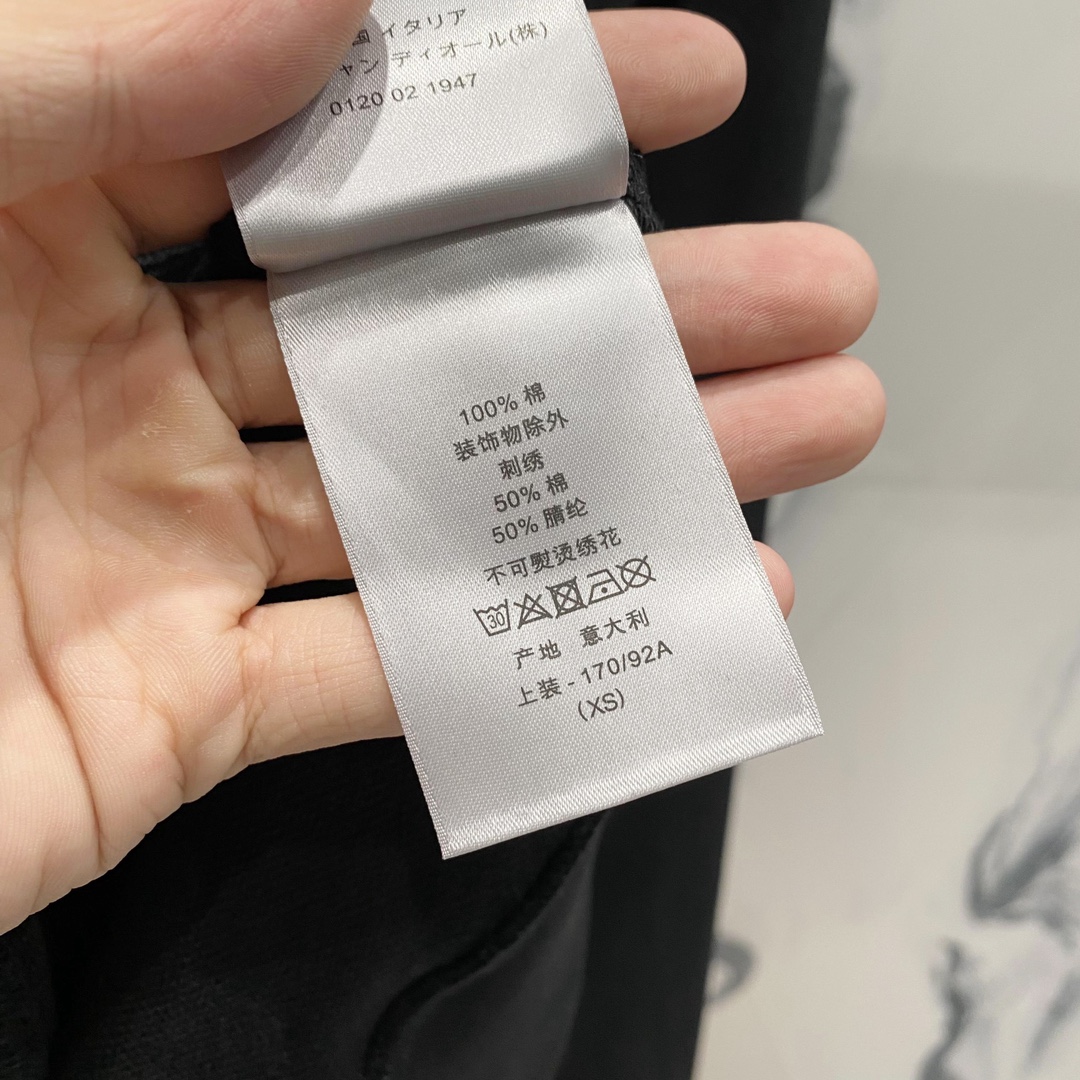 国 イタリア
ャン ディオール(株)
0120 02 1947
100% 棉
装饰物除外
刺绣
50% 棉
50% 腈纶
不可熨烫绣花
30
产地 意大利
上装 - 170/92A
(XS)